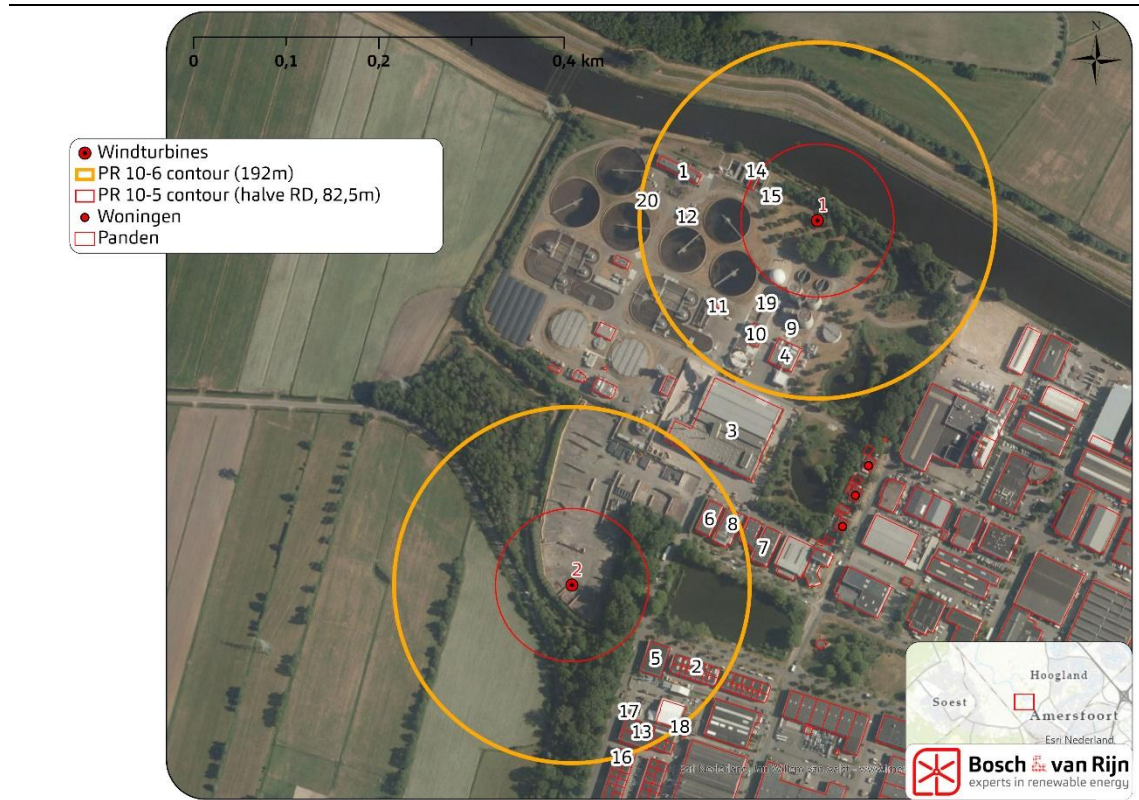 N
0 0,1 0,2 0,4 km
Windturbines
PR 10-6 contour (192m)
PR 10-5 contour (halve RD, 82,5m)
Woningen
Panden
1
14
15
1
20
12
11
19
10
9
4
3
6
8
7
2
5
2
17
13
18
16
Hoogland
Soest
Amersfoort
Esri Nederland
Bosch & van Rijn
experts in renewable energy